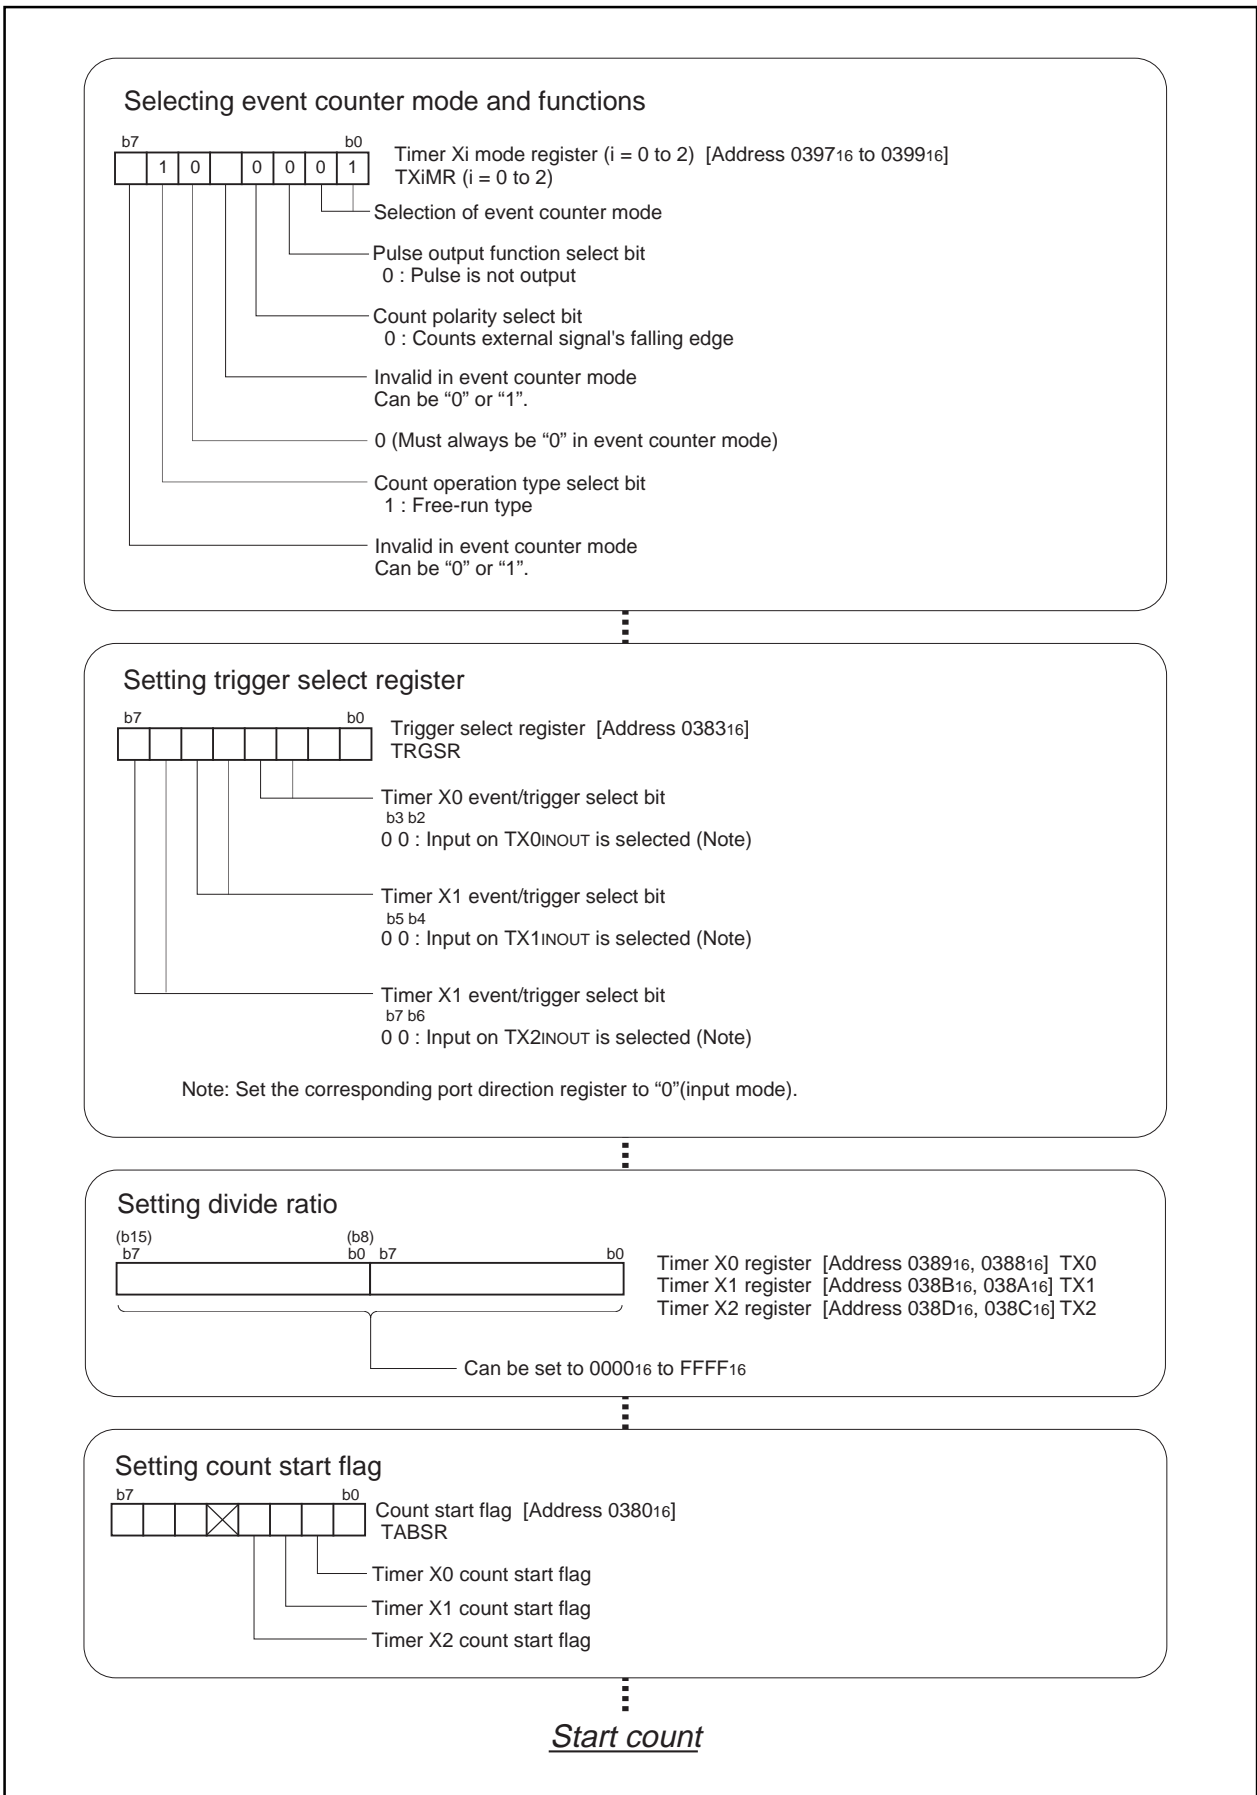 Selecting event counter mode and functions
b7 b0
1 0 0 0 0 1
Timer Xi mode register (i = 0 to 2) [Address 039716 to 039916]
TXiMR (i = 0 to 2)
Selection of event counter mode
Pulse output function select bit
0 : Pulse is not output
Count polarity select bit
0 : Counts external signal's falling edge
Invalid in event counter mode
Can be “0” or “1”.
0 (Must always be “0” in event counter mode)
Count operation type select bit
1 : Free-run type
Invalid in event counter mode
Can be “0” or “1”.
Setting trigger select register
b7 b0
Trigger select register [Address 038316]
TRGSR
Timer X0 event/trigger select bit
b3 b2
0 0 : Input on TX0INOUT is selected (Note)
Timer X1 event/trigger select bit
b5 b4
0 0 : Input on TX1INOUT is selected (Note)
Timer X1 event/trigger select bit
b7 b6
0 0 : Input on TX2INOUT is selected (Note)
Note: Set the corresponding port direction register to “0”(input mode).
Setting divide ratio
(b15) (b8)
b7 b0 b7 b0
Timer X0 register [Address 038916, 038816] TX0
Timer X1 register [Address 038B16, 038A16] TX1
Timer X2 register [Address 038D16, 038C16] TX2
Can be set to 000016 to FFFF16
Setting count start flag
b7 b0
Count start flag [Address 038016]
TABSR
Timer X0 count start flag
Timer X1 count start flag
Timer X2 count start flag
Start count